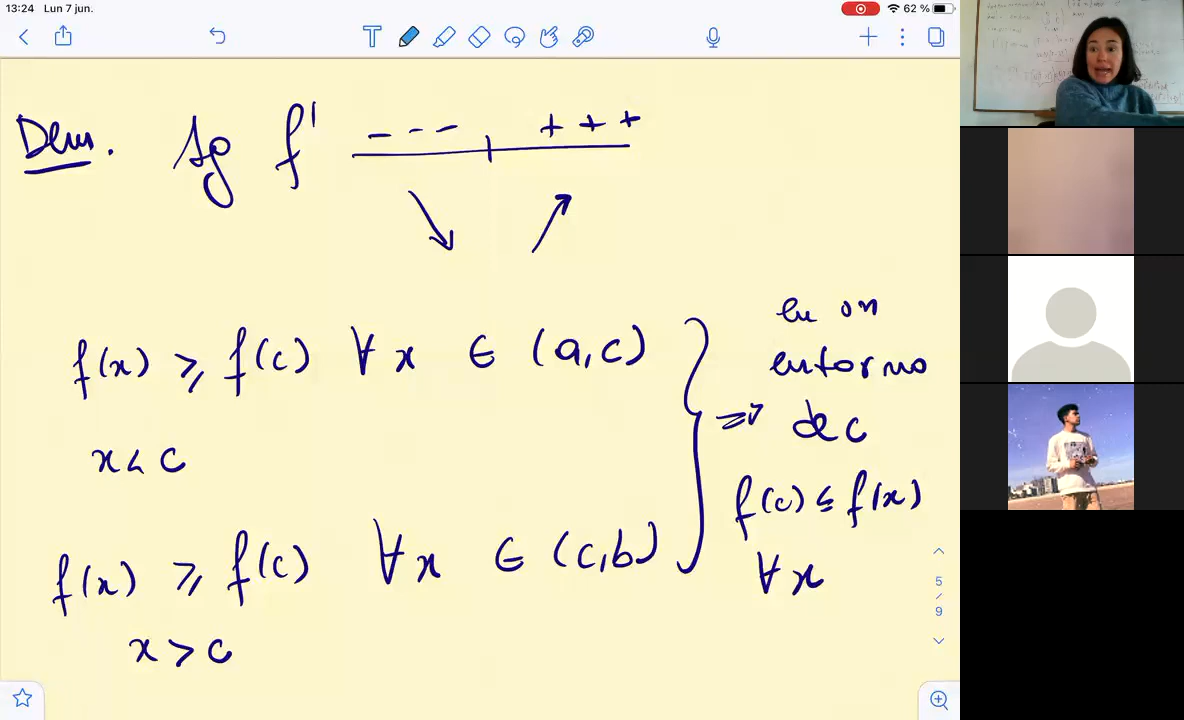 13:24 Lun 7 jun.
62 %
Dem. sg f' - - - + + +
f(x) ≥ f(c) ∀ x ∈ (a,c)
x < c
f(x) ≥ f(c) ∀ x ∈ (c,b)
x > c
en un
entorno
⇒ de c
f(c) ≤ f(x)
∀ x
5
/
9